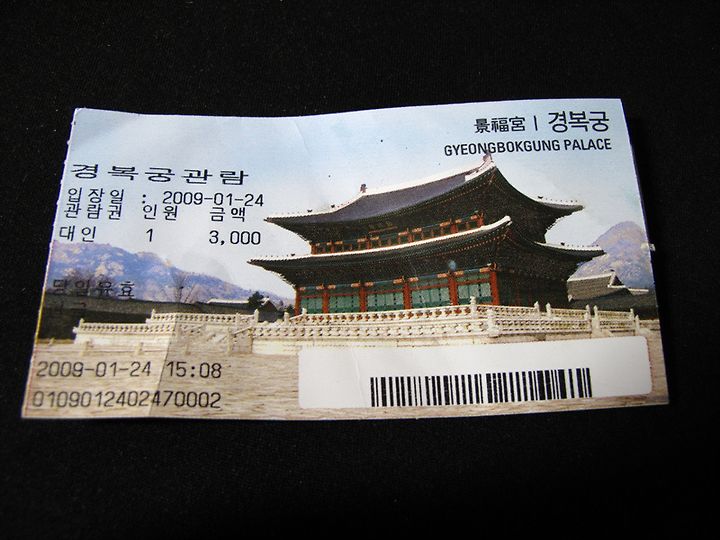 景福宮 | 경복궁
GYEONGBOKGUNG PALACE
경복궁관람
입장일 : 2009-01-24
관람권 인원 금액
대인 1 3,000
당일유효
2009-01-24 15:08
0109012402470002